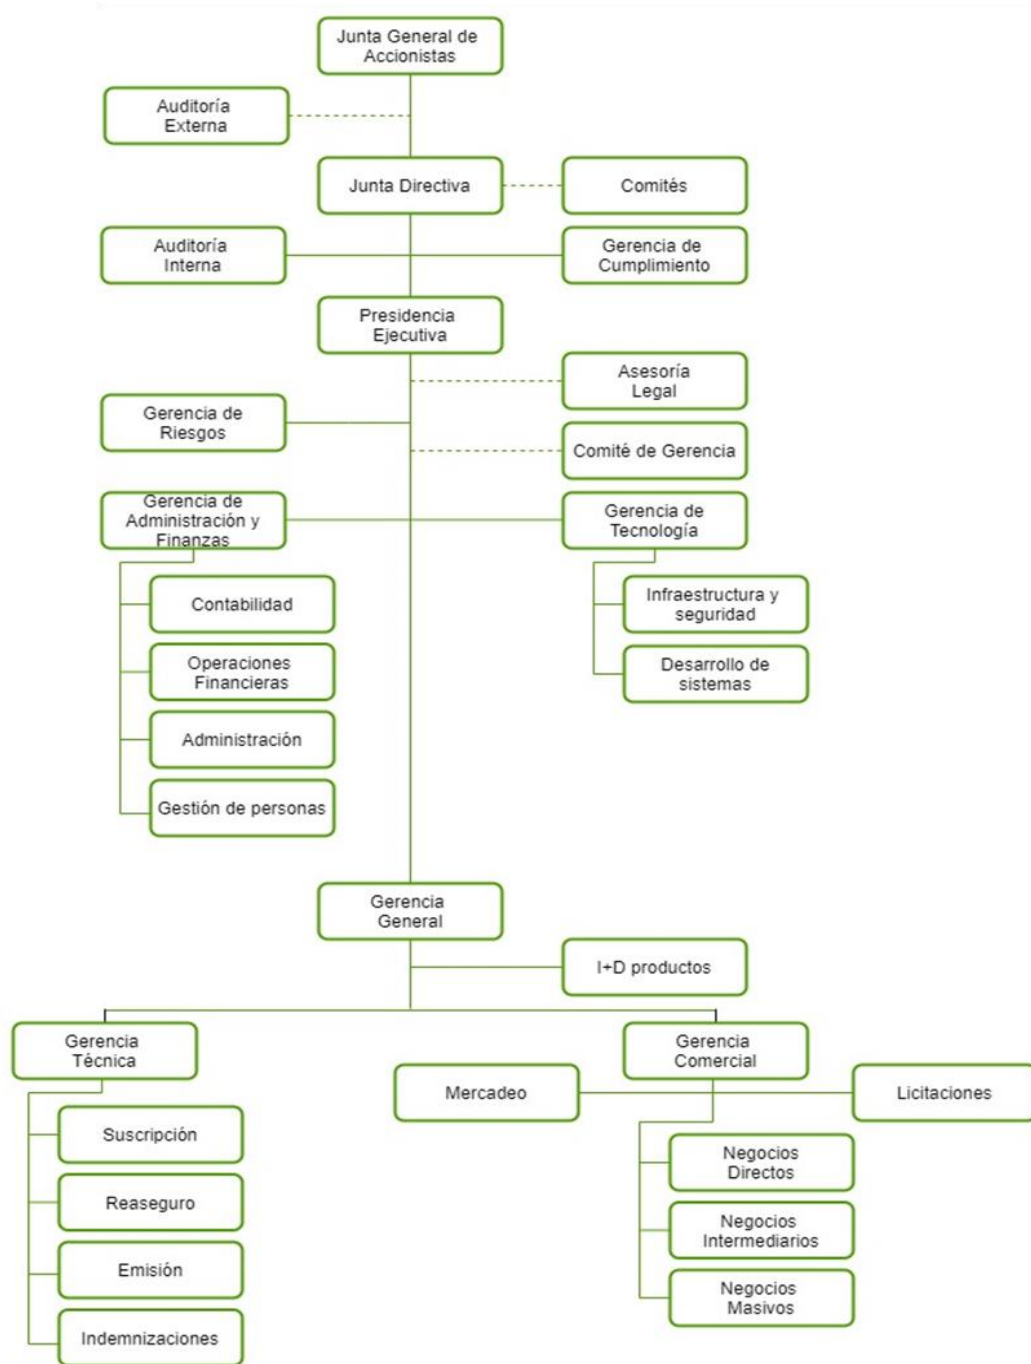 Junta General de
Accionistas
Auditoría
Externa
Junta Directiva
Comités
Auditoría
Interna
Gerencia de
Cumplimiento
Presidencia
Ejecutiva
Asesoría
Legal
Gerencia de
Riesgos
Comité de Gerencia
Gerencia de
Administración y
Finanzas
Gerencia de
Tecnología
Contabilidad
Infraestructura y
seguridad
Operaciones
Financieras
Desarrollo de
sistemas
Administración
Gestión de personas
Gerencia
General
I+D productos
Gerencia
Técnica
Gerencia
Comercial
Mercadeo
Licitaciones
Suscripción
Negocios
Directos
Reaseguro
Negocios
Intermediarios
Emisión
Negocios
Masivos
Indemnizaciones